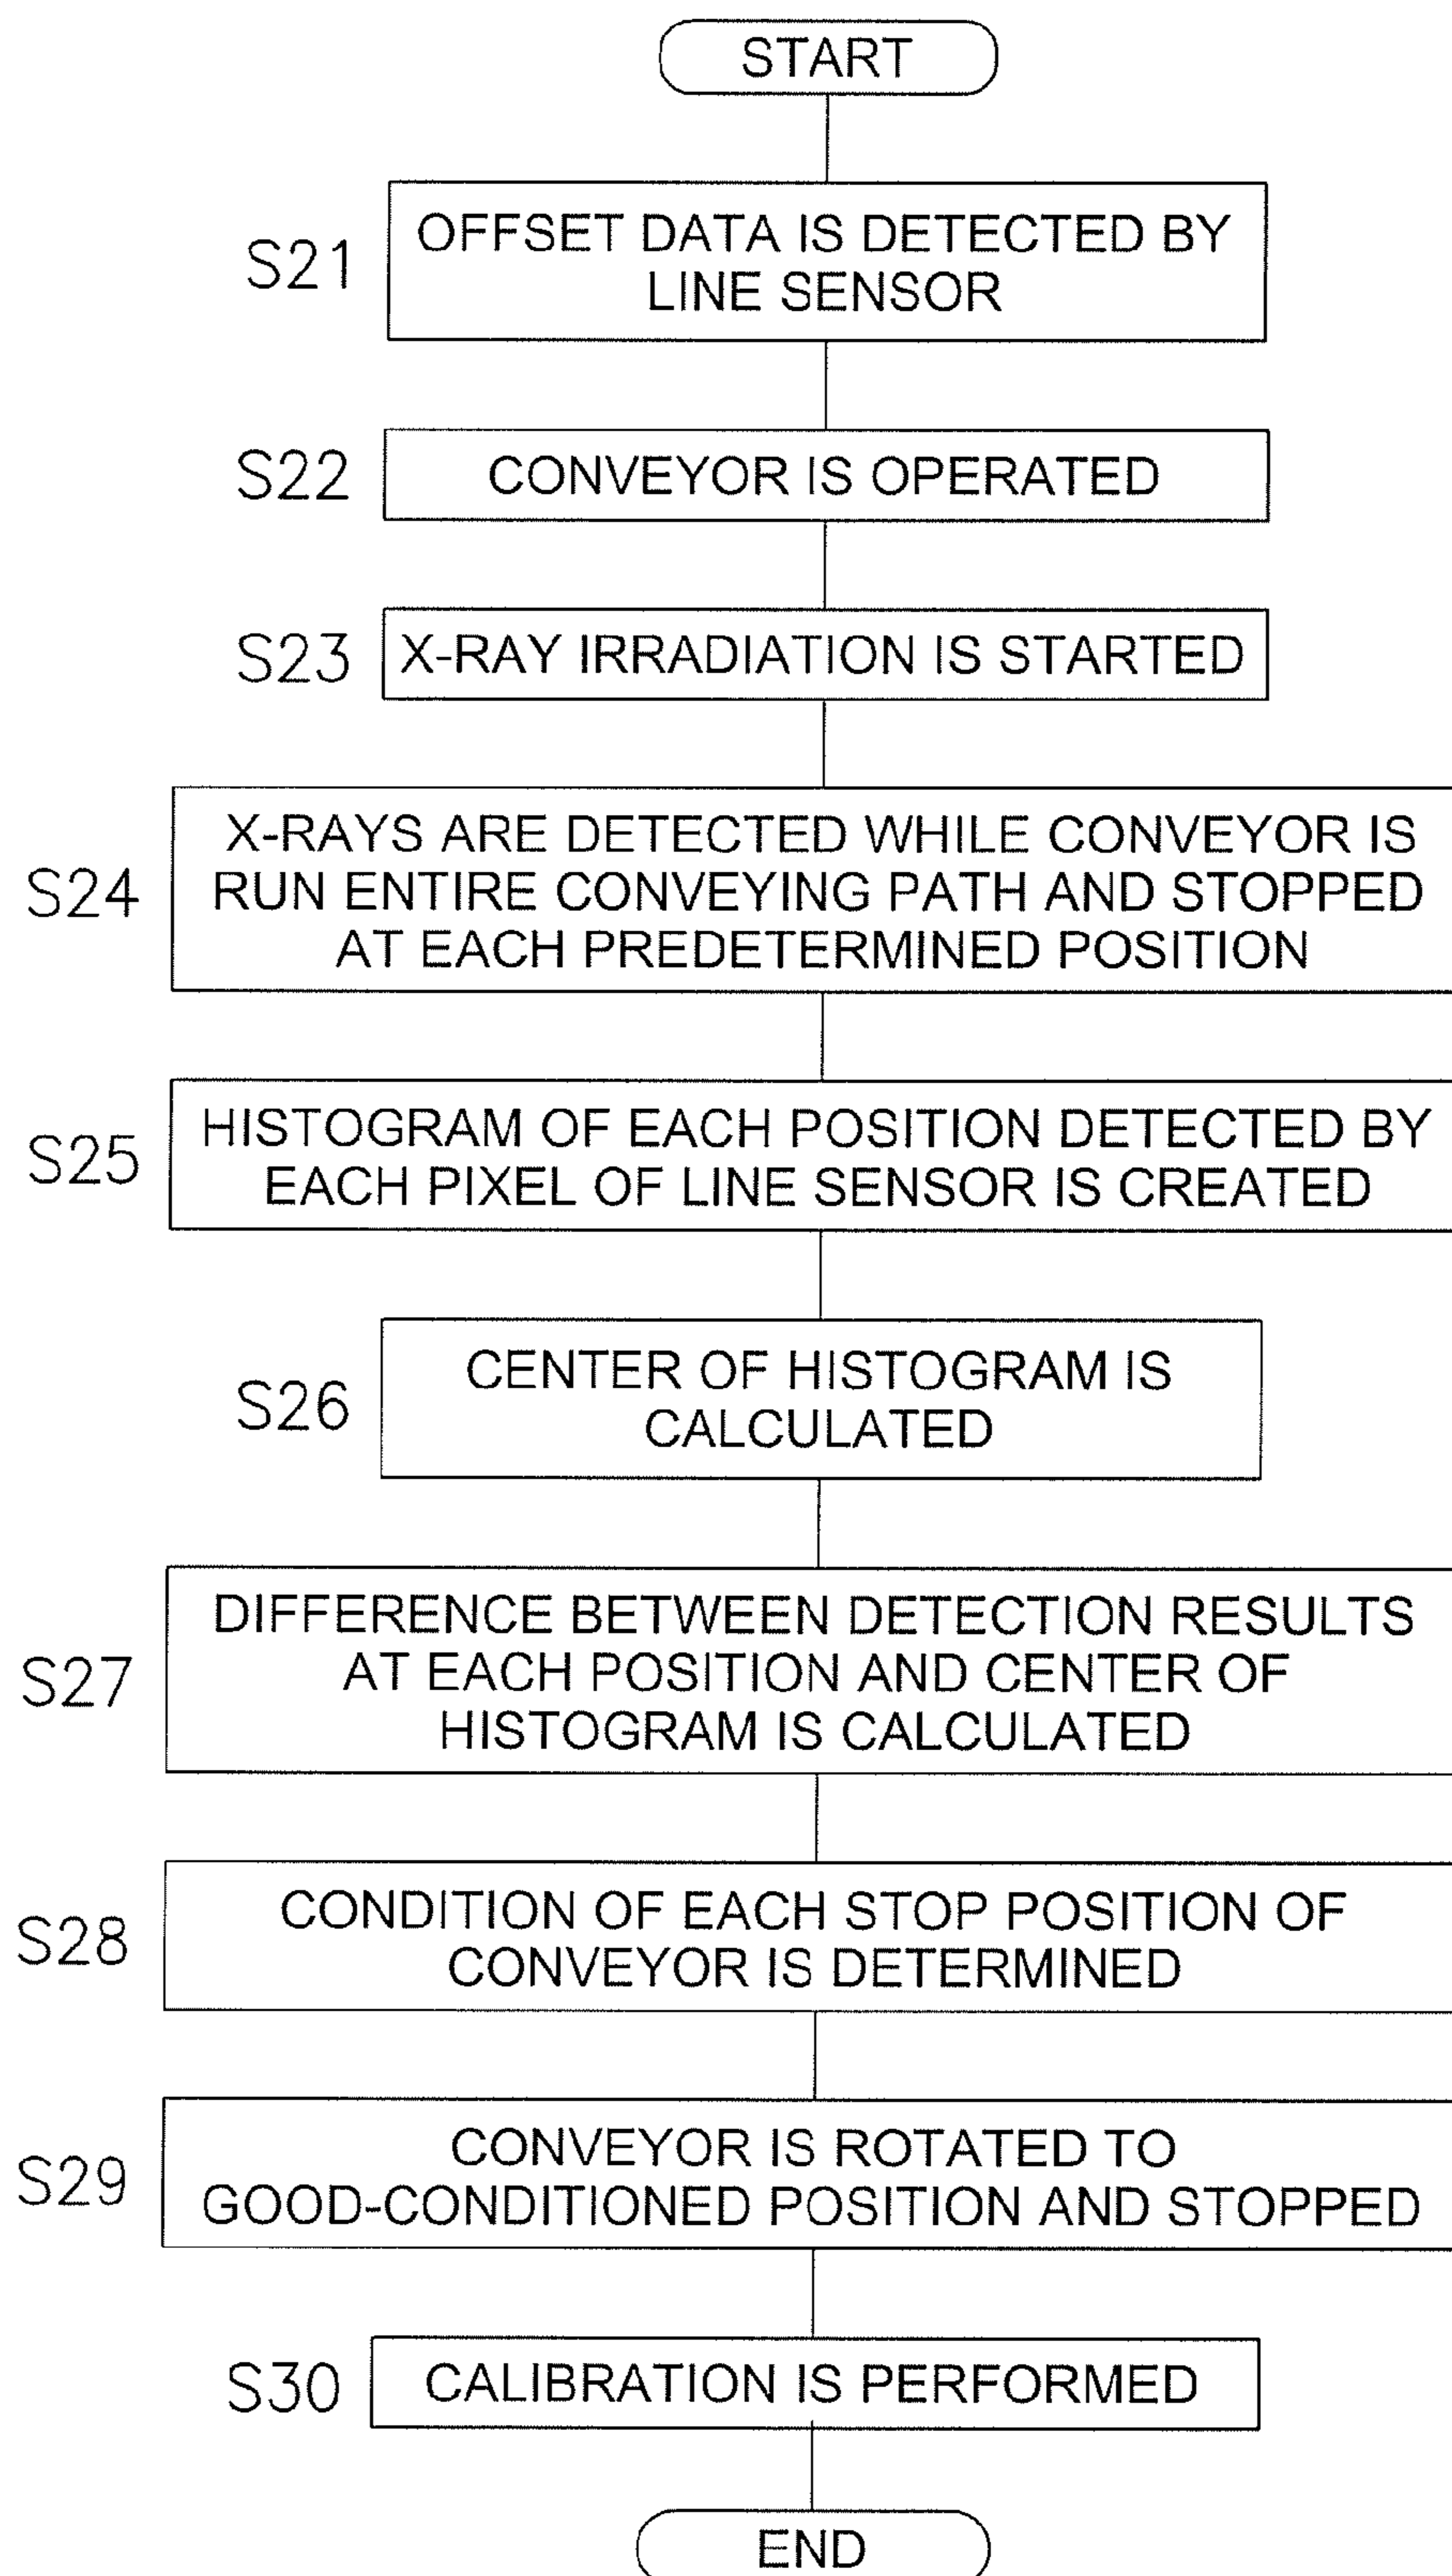 START
S21
OFFSET DATA IS DETECTED BY
LINE SENSOR
S22
CONVEYOR IS OPERATED
S23
X-RAY IRRADIATION IS STARTED
S24
X-RAYS ARE DETECTED WHILE CONVEYOR IS
RUN ENTIRE CONVEYING PATH AND STOPPED
AT EACH PREDETERMINED POSITION
S25
HISTOGRAM OF EACH POSITION DETECTED BY
EACH PIXEL OF LINE SENSOR IS CREATED
S26
CENTER OF HISTOGRAM IS
CALCULATED
S27
DIFFERENCE BETWEEN DETECTION RESULTS
AT EACH POSITION AND CENTER OF
HISTOGRAM IS CALCULATED
S28
CONDITION OF EACH STOP POSITION OF
CONVEYOR IS DETERMINED
S29
CONVEYOR IS ROTATED TO
GOOD-CONDITIONED POSITION AND STOPPED
S30
CALIBRATION IS PERFORMED
END